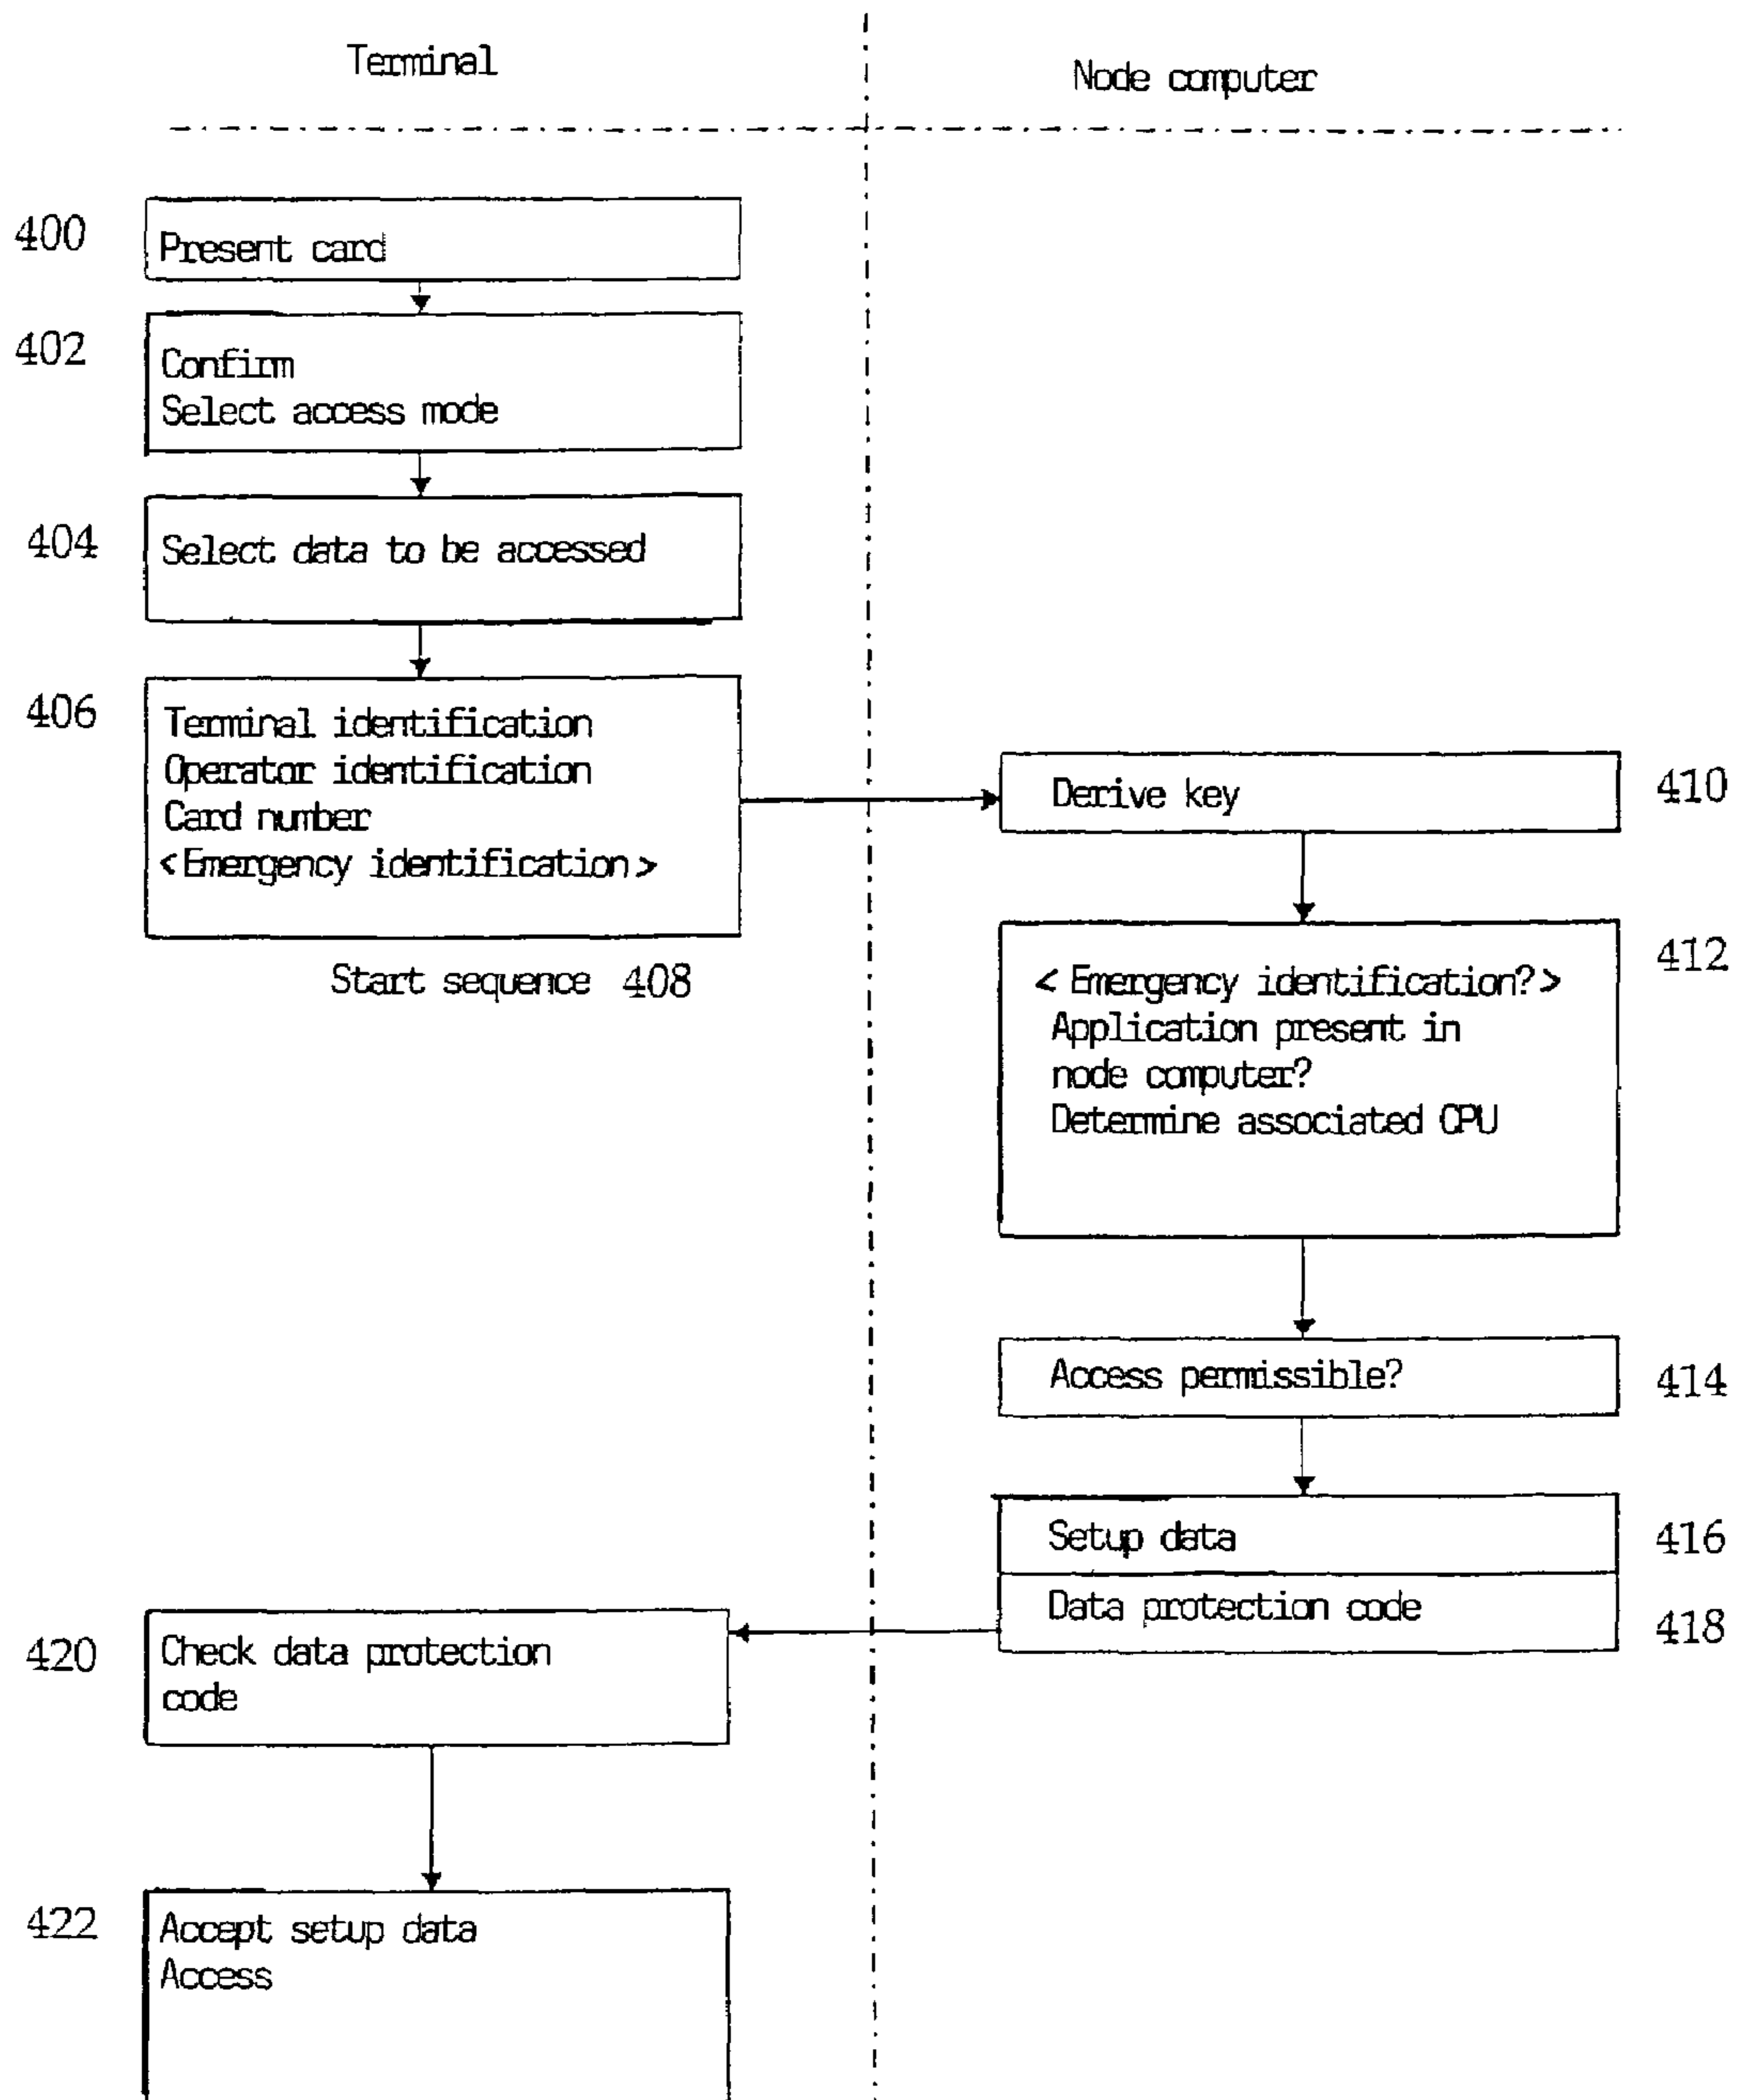 Terminal
Node computer
400
Present card
402
Confirm
Select access mode
404
Select data to be accessed
406
Terminal identification
Operator identification
Card number
<Emergency identification>
Start sequence 408
Derive key
410
< Emergency identification?>
412
Application present in
node computer?
Determine associated CPU
Access permissible?
414
Setup data
416
Data protection code
418
420
Check data protection
code
422
Accept setup data
Access